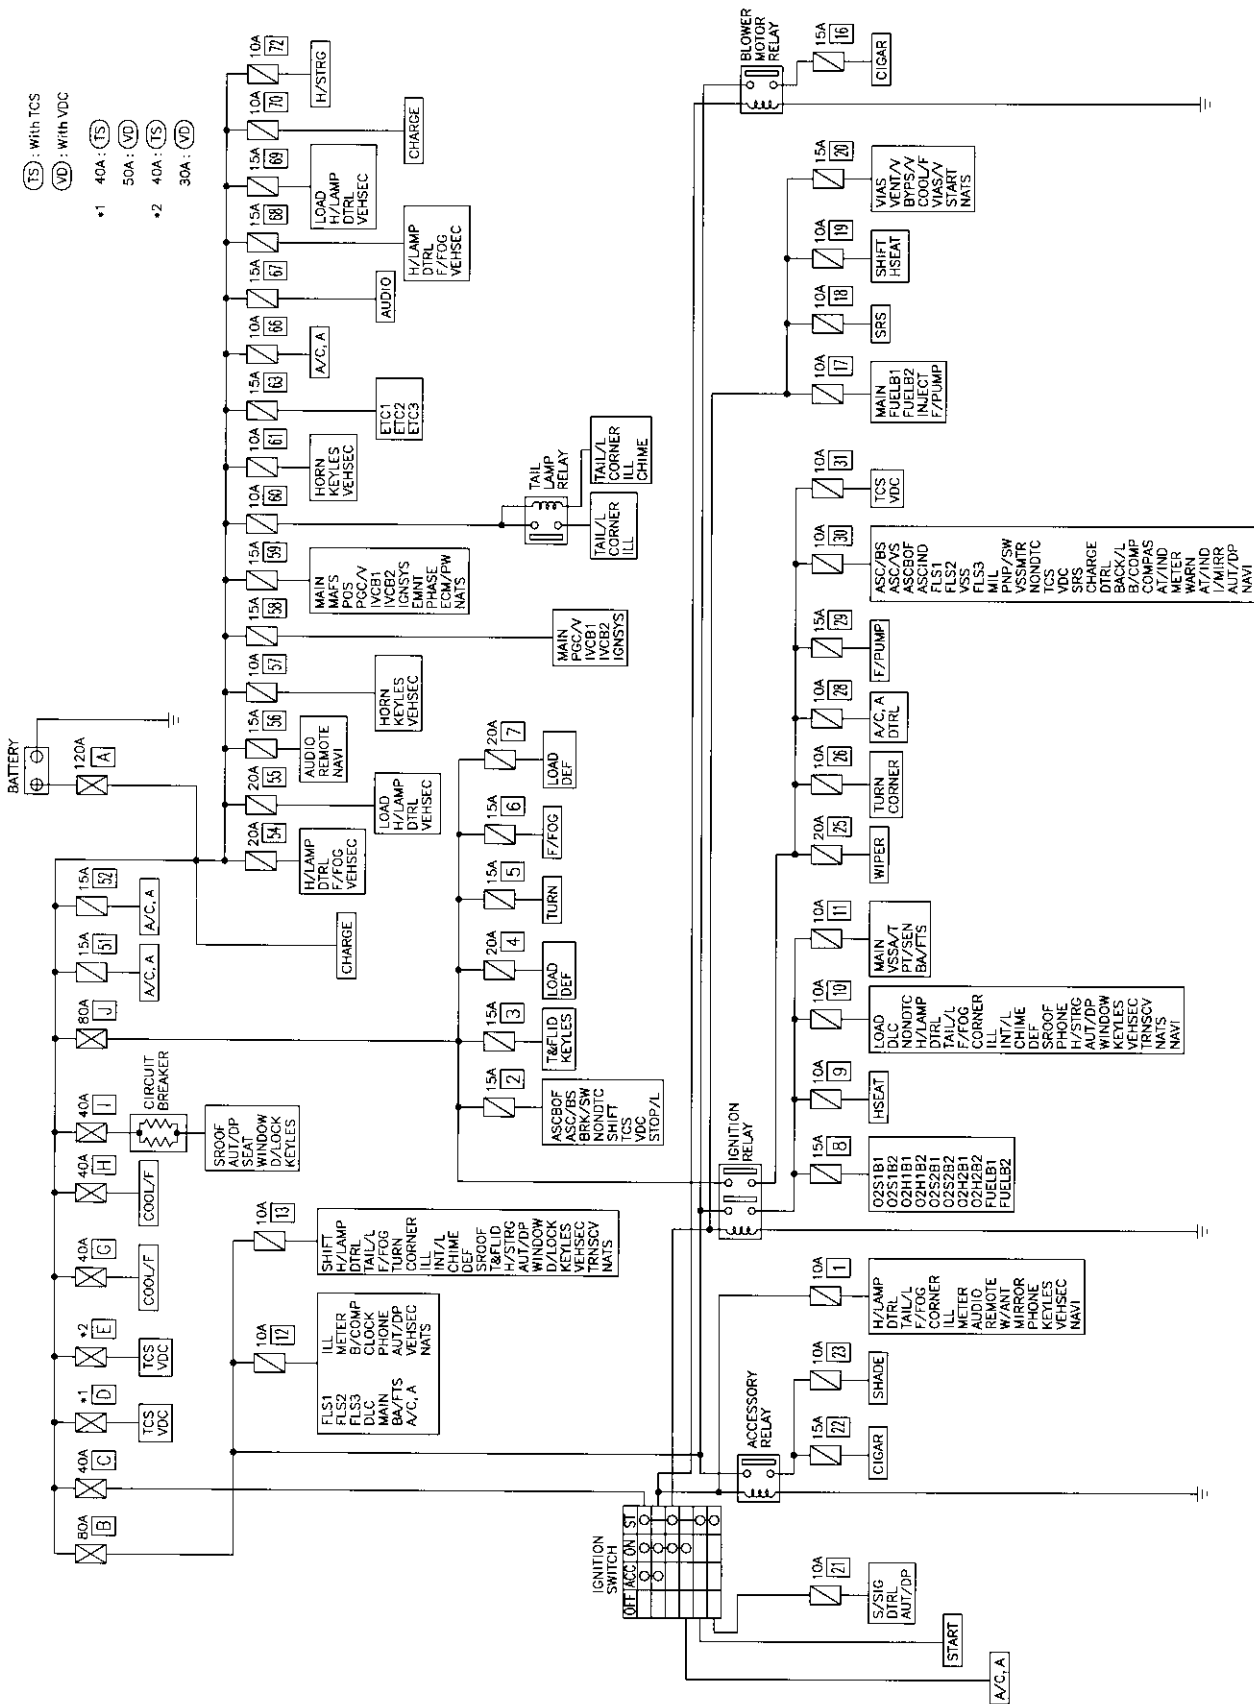 BATTERY
120A
A
TS : With TCS
VD : With VDC
*1 40A : TS
50A : VD
*2 40A : TS
30A : VD
80A
B
40A
C
*1
D
TCS
VDC
*2
E
TCS
VDC
40A
G
COOL/F
40A
H
COOL/F
40A
I
CIRCUIT
BREAKER
SROOF
AUT/DP
SEAT
WINDOW
D/LOCK
KEYLES
80A
J
15A
51
A/C, A
15A
52
A/C, A
CHARGE
20A
54
H/LAMP
DTRL
F/FOG
VEHSEC
20A
55
LOAD
H/LAMP
DTRL
VEHSEC
15A
56
AUDIO
REMOTE
NAVI
10A
57
HORN
KEYLES
VEHSEC
15A
58
MAIN
PGC/V
IVCB1
IVCB2
IGNSYS
15A
59
MAIN
MAFS
POS
PGC/V
IVCB1
IVCB2
IGNSYS
EMNT
PHASE
ECM/PW
NATS
10A
60
TAIL
LAMP
RELAY
TAIL/L
CORNER
ILL
TAIL/L
CORNER
ILL
CHIME
10A
61
HORN
KEYLES
VEHSEC
15A
63
ETC1
ETC2
ETC3
10A
66
A/C, A
15A
67
AUDIO
15A
68
H/LAMP
DTRL
F/FOG
VEHSEC
15A
69
LOAD
H/LAMP
DTRL
VEHSEC
10A
70
CHARGE
10A
72
H/STRG
10A
12
FLS1
FLS2
FLS3
DLC
MAIN
BA/FTS
A/C, A
ILL
METER
B/COMP
CLOCK
PHONE
AUT/DP
VEHSEC
NATS
10A
13
SHIFT
H/LAMP
DTRL
TAIL/L
F/FOG
TURN
CORNER
ILL
INT/L
CHIME
DEF
SROOF
T&FLID
H/STRG
AUT/DP
WINDOW
D/LOCK
KEYLES
VEHSEC
TRNSCV
NATS
15A
2
ASCBOF
ASC/BS
BRK/SW
NONDTC
SHIFT
TCS
VDC
STOP/L
15A
3
T&FLID
KEYLES
20A
4
LOAD
DEF
15A
5
TURN
15A
6
F/FOG
20A
7
LOAD
DEF
IGNITION
SWITCH
OFF ACC ON ST
A/C, A
START
10A
21
S/SIG
DTRL
AUT/DP
ACCESSORY
RELAY
15A
22
CIGAR
10A
23
SHADE
10A
1
H/LAMP
DTRL
TAIL/L
F/FOG
CORNER
ILL
METER
AUDIO
REMOTE
W/ANT
MIRROR
PHONE
KEYLES
VEHSEC
NAVI
IGNITION
RELAY
15A
8
O2S1B1
O2S1B2
O2H1B1
O2H1B2
O2S2B1
O2S2B2
O2H2B1
O2H2B2
FUELB1
FUELB2
10A
9
HSEAT
10A
10
LOAD
DLC
NONDTC
H/LAMP
DTRL
TAIL/L
F/FOG
CORNER
ILL
INT/L
CHIME
DEF
SROOF
PHONE
H/STRG
AUT/DP
WINDOW
KEYLES
VEHSEC
TRNSCV
NATS
NAVI
10A
11
MAIN
VSSA/T
PT/SEN
BA/FTS
20A
25
WIPER
10A
26
TURN
CORNER
10A
28
A/C, A
DTRL
15A
29
F/PUMP
10A
30
ASC/BS
ASC/VS
ASCBOF
ASCIND
FLS1
FLS2
VSS
FLS3
MIL
PNP/SW
VSSMTR
NONDTC
TCS
VDC
SRS
CHARGE
DTRL
BACK/L
B/COMP
COMPAS
AT/IND
METER
WARN
AT/IND
I/MIRR
AUT/DP
NAVI
10A
31
TCS
VDC
10A
17
MAIN
FUELB1
FUELB2
INJECT
F/PUMP
10A
18
SRS
10A
19
SHIFT
HSEAT
15A
20
VIAS
VENT/V
BYPS/V
COOL/F
VIAS/V
START
NATS
BLOWER
MOTOR
RELAY
15A
16
CIGAR